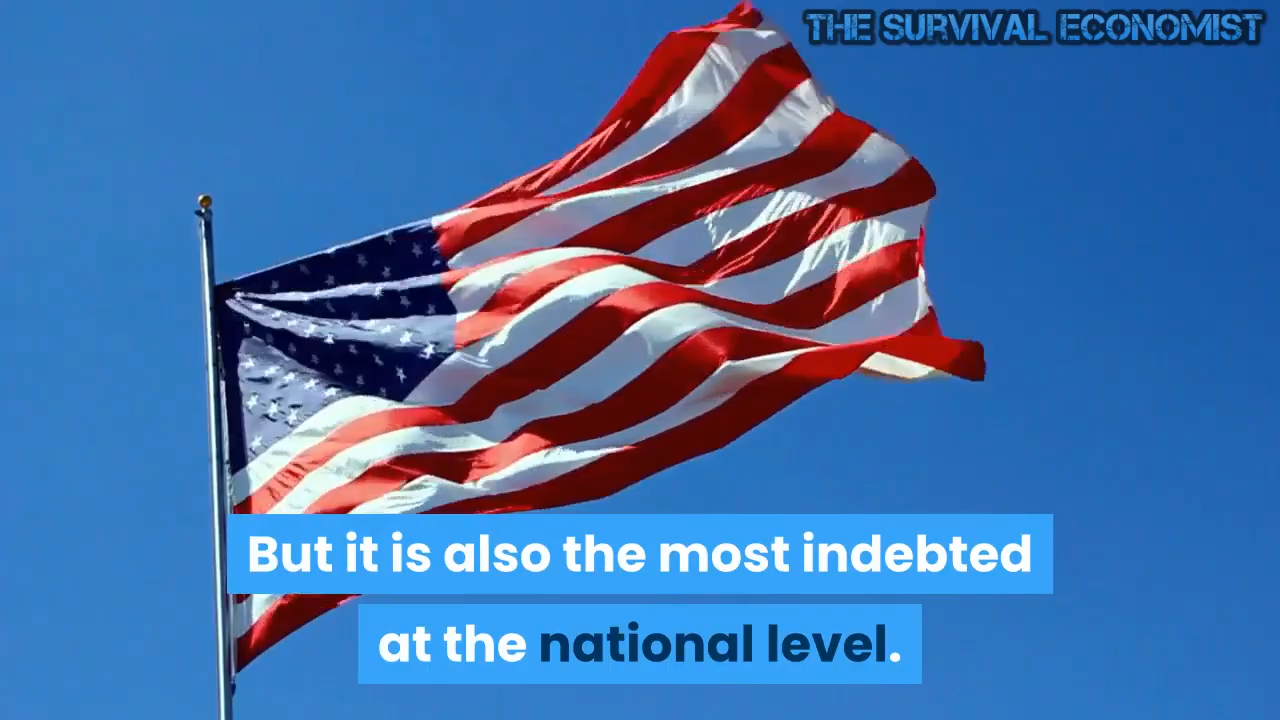 THE SURVIVAL ECONOMIST
But it is also the most indebted
at the national level.